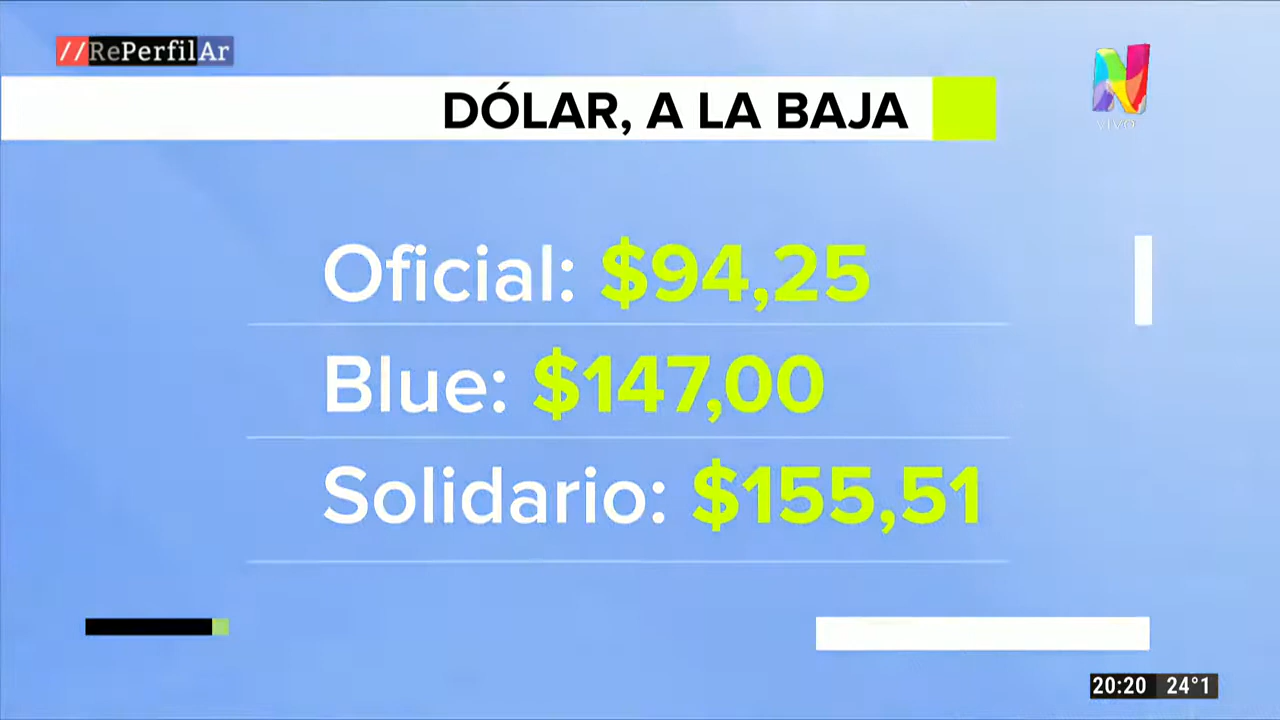 //RePerfilAr
DÓLAR, A LA BAJA
N
VIVO
Oficial: $94,25
Blue: $147,00
Solidario: $155,51
20:20 24°1